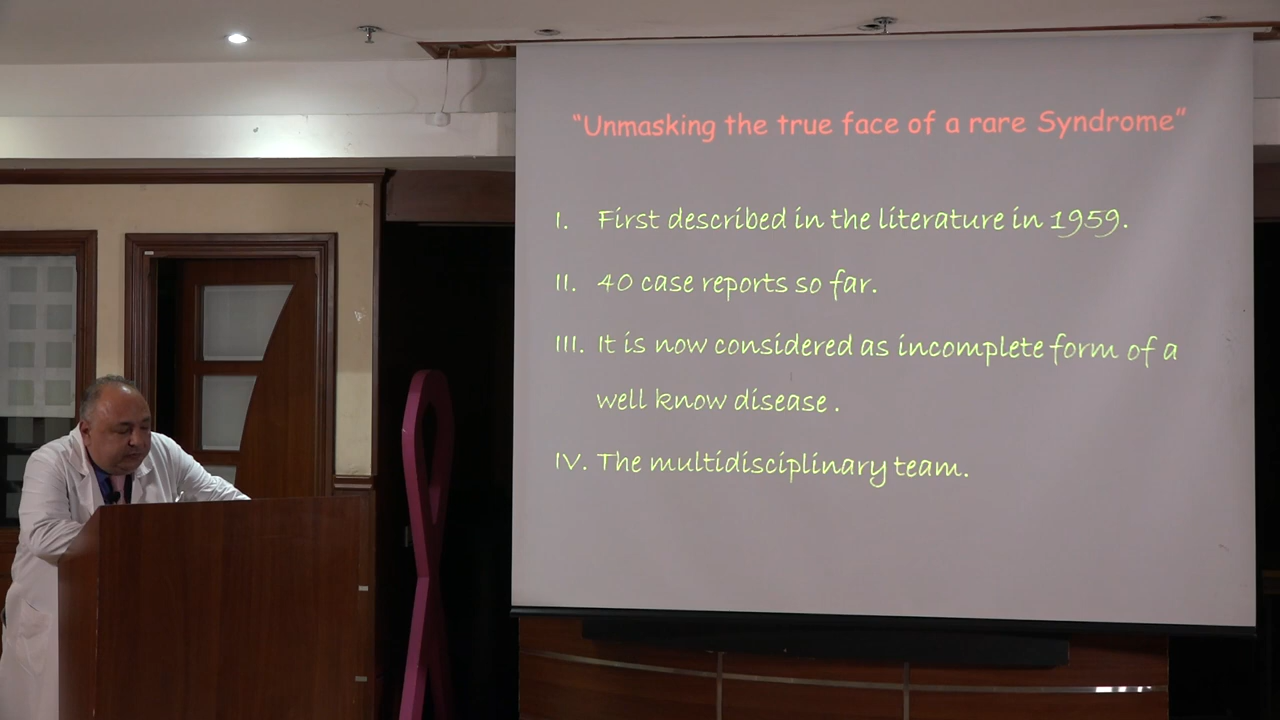 "Unmasking the true face of a rare Syndrome"
I. First described in the literature in 1959.
II. 40 case reports so far.
III. It is now considered as incomplete form of a
well know disease .
IV. The multidisciplinary team.